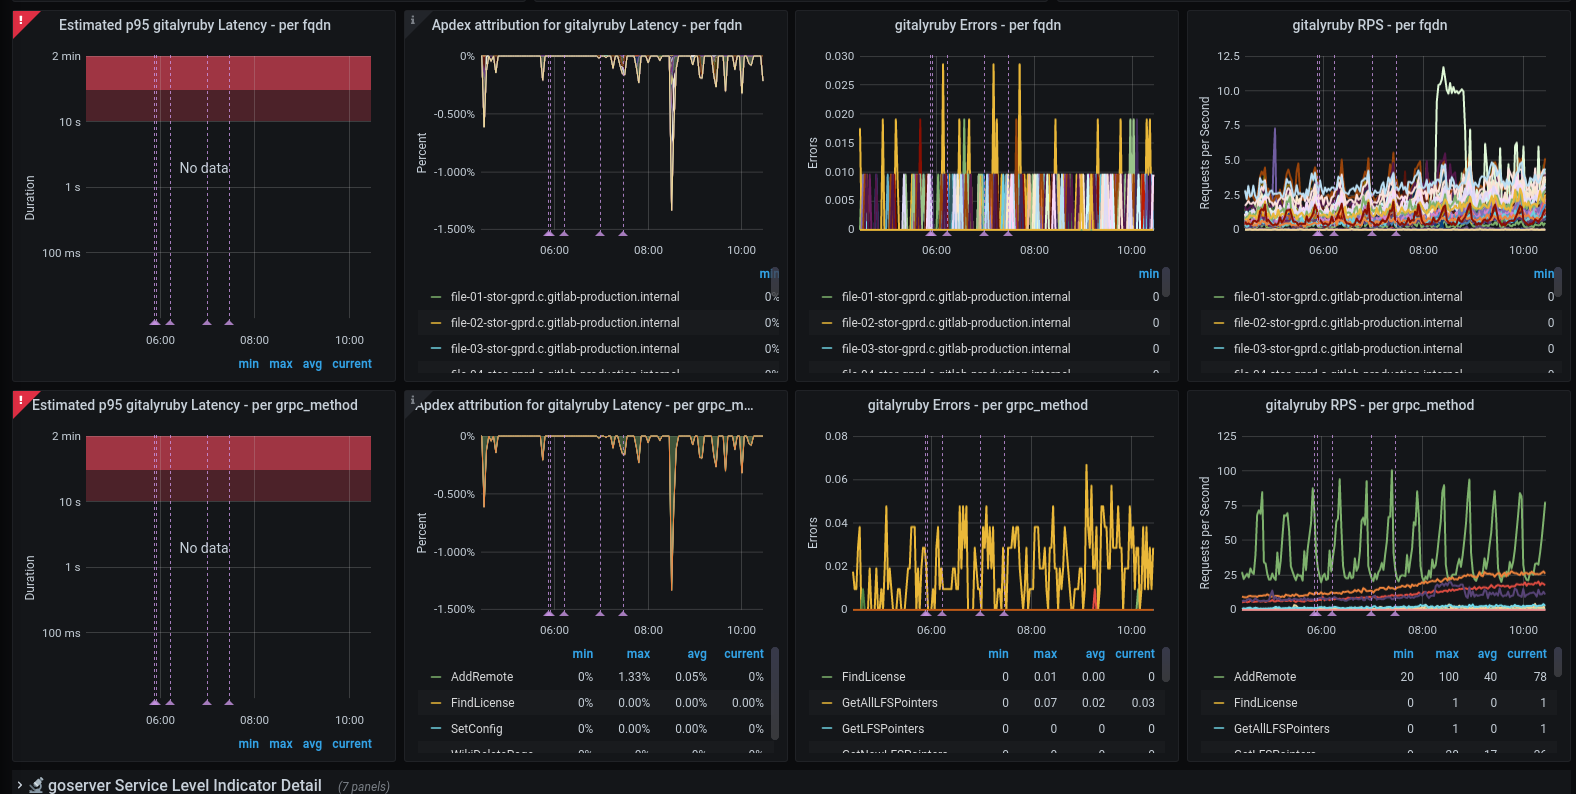 Estimated p95 gitalyruby Latency - per fqdn
2 min
10 s
1 s
100 ms
Duration
No data
06:00 08:00 10:00
min max avg current
Apdex attribution for gitalyruby Latency - per fqdn
0%
-0.500%
-1.000%
-1.500%
Percent
06:00 08:00 10:00
min
file-01-stor-gprd.c.gitlab-production.internal 0%
file-02-stor-gprd.c.gitlab-production.internal 0%
file-03-stor-gprd.c.gitlab-production.internal 0%
gitalyruby Errors - per fqdn
0.030
0.025
0.020
0.015
0.010
0.005
0
Errors
06:00 08:00 10:00
min
file-01-stor-gprd.c.gitlab-production.internal 0
file-02-stor-gprd.c.gitlab-production.internal 0
file-03-stor-gprd.c.gitlab-production.internal 0
gitalyruby RPS - per fqdn
12.5
10.0
7.5
5.0
2.5
0
Requests per Second
06:00 08:00 10:00
min
file-01-stor-gprd.c.gitlab-production.internal 0
file-02-stor-gprd.c.gitlab-production.internal 0
file-03-stor-gprd.c.gitlab-production.internal 0
Estimated p95 gitalyruby Latency - per grpc_method
2 min
10 s
1 s
100 ms
Duration
No data
06:00 08:00 10:00
min max avg current
Apdex attribution for gitalyruby Latency - per grpc_m...
0%
-0.500%
-1.000%
-1.500%
Percent
06:00 08:00 10:00
min max avg current
AddRemote 0% 1.33% 0.05% 0%
FindLicense 0% 0.00% 0.00% 0.00%
SetConfig 0% 0.00% 0.00% 0%
WikiDeletePage 0% 0% 0% 0%
gitalyruby Errors - per grpc_method
0.08
0.06
0.04
0.02
0
Errors
06:00 08:00 10:00
min max avg current
FindLicense 0 0.01 0.00 0
GetAllLFSPointers 0 0.07 0.02 0.03
GetLFSPointers 0 0 0 0
GetNewLFSPointers 0 0 0 0
gitalyruby RPS - per grpc_method
125
100
75
50
25
0
Requests per Second
06:00 08:00 10:00
min max avg current
AddRemote 20 100 40 78
FindLicense 0 1 0 1
GetAllLFSPointers 0 1 0 1
GetLFSPointers
goserver Service Level Indicator Detail (7 panels)